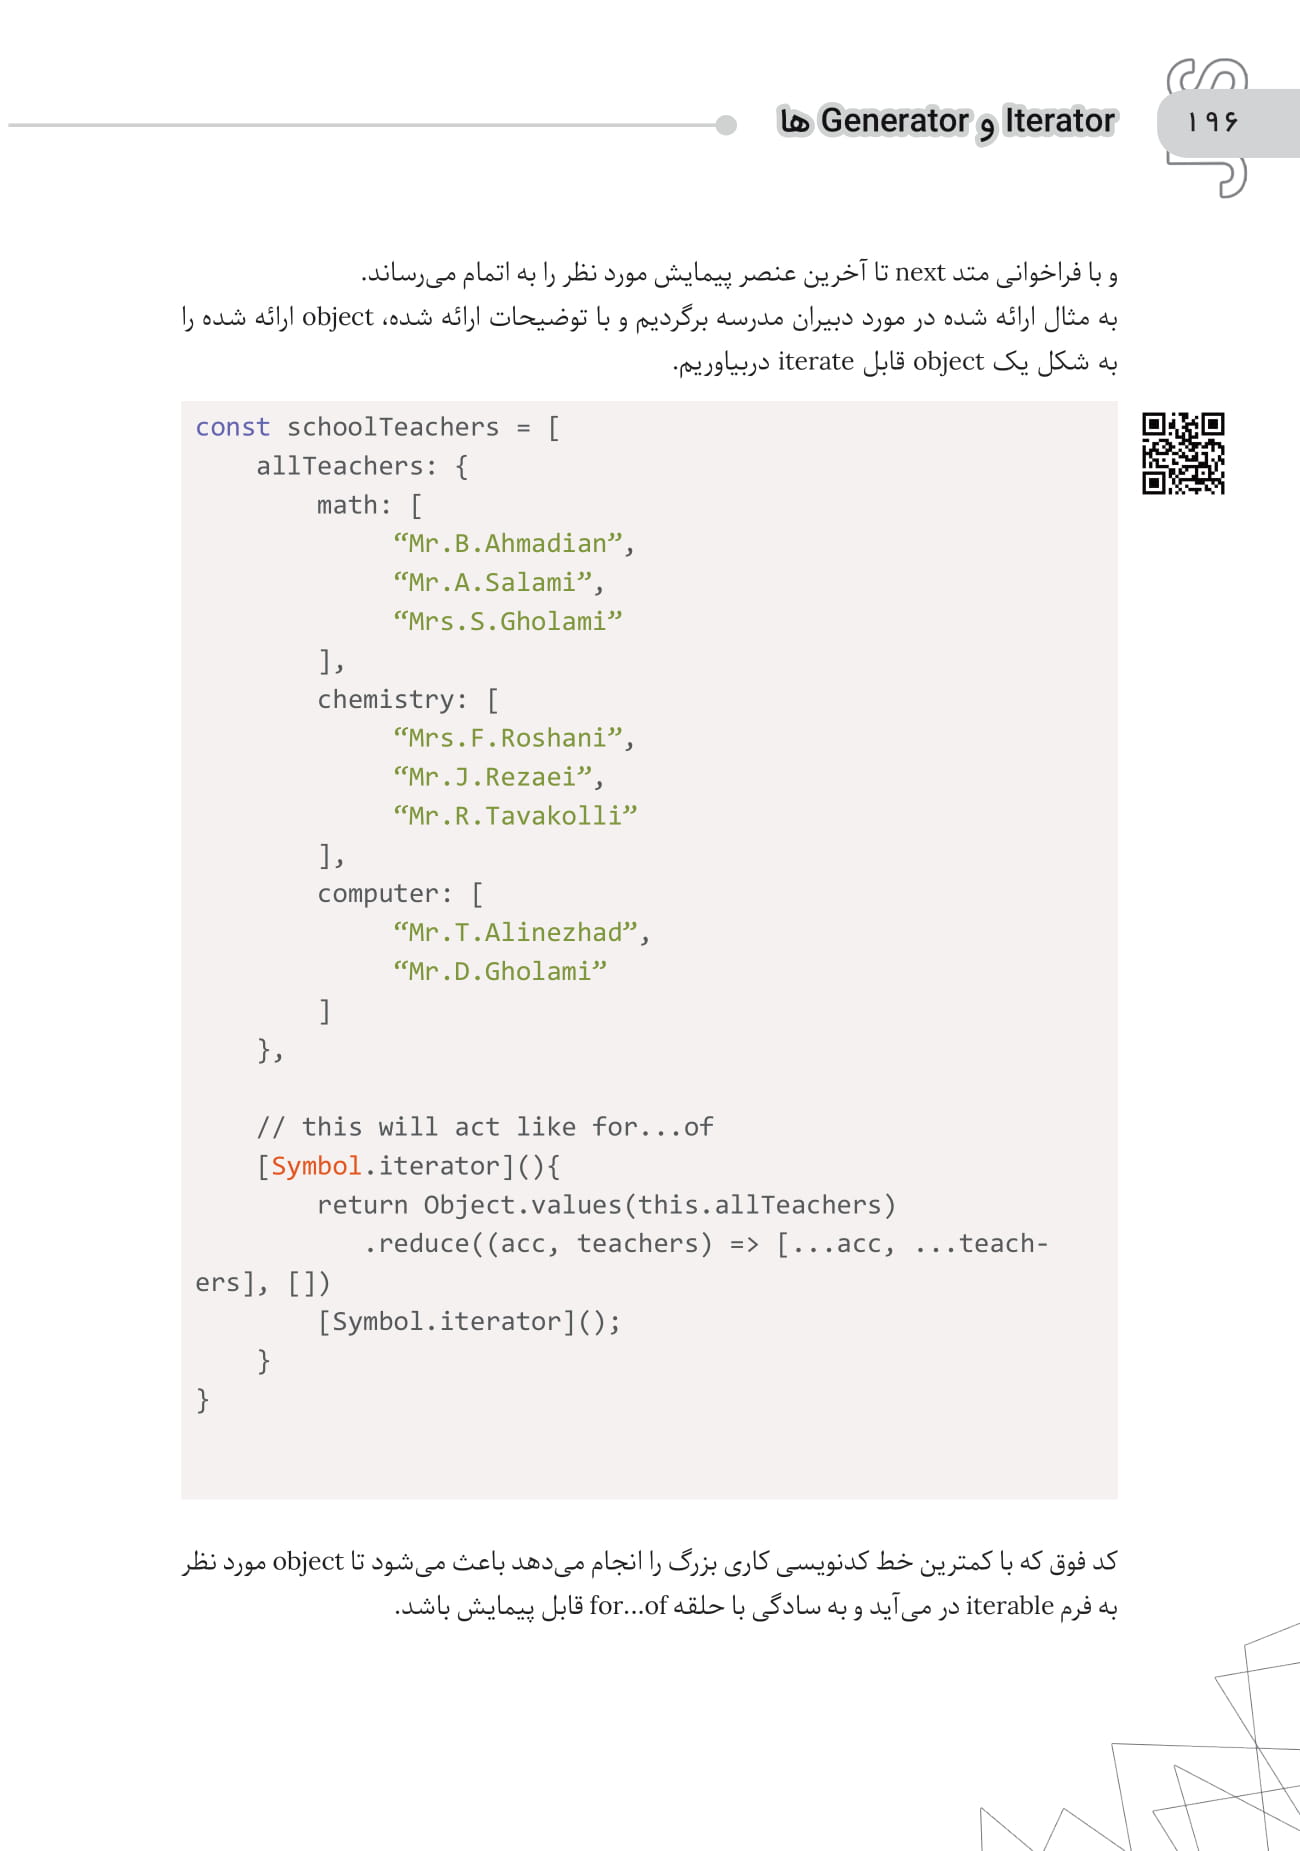 Iterator و Generator ها
۱۹۶
و با فراخوانی متد next تا آخرین عنصر پیمایش مورد نظر را به اتمام می‌رساند.
به مثال ارائه شده در مورد دبیران مدرسه برگردیم و با توضیحات ارائه شده، object ارائه شده را
به شکل یک object قابل iterate دربیاوریم.
const schoolTeachers = [
    allTeachers: {
        math: [
             “Mr.B.Ahmadian”,
             “Mr.A.Salami”,
             “Mrs.S.Gholami”
        ],
        chemistry: [
             “Mrs.F.Roshani”,
             “Mr.J.Rezaei”,
             “Mr.R.Tavakolli”
        ],
        computer: [
             “Mr.T.Alinezhad”,
             “Mr.D.Gholami”
        ]
    },
    // this will act like for...of
    [Symbol.iterator](){
        return Object.values(this.allTeachers)
           .reduce((acc, teachers) => [...acc, ...teach-
ers], [])
        [Symbol.iterator]();
    }
}
کد فوق که با کمترین خط کدنویسی کاری بزرگ را انجام می‌دهد باعث می‌شود تا object مورد نظر
به فرم iterable در می‌آید و به سادگی با حلقه for...of قابل پیمایش باشد.